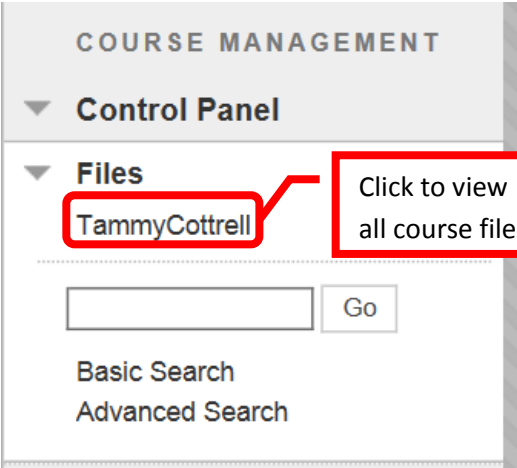 COURSE MANAGEMENT
Control Panel
Files
TammyCottrell
Click to view
all course file
Go
Basic Search
Advanced Search